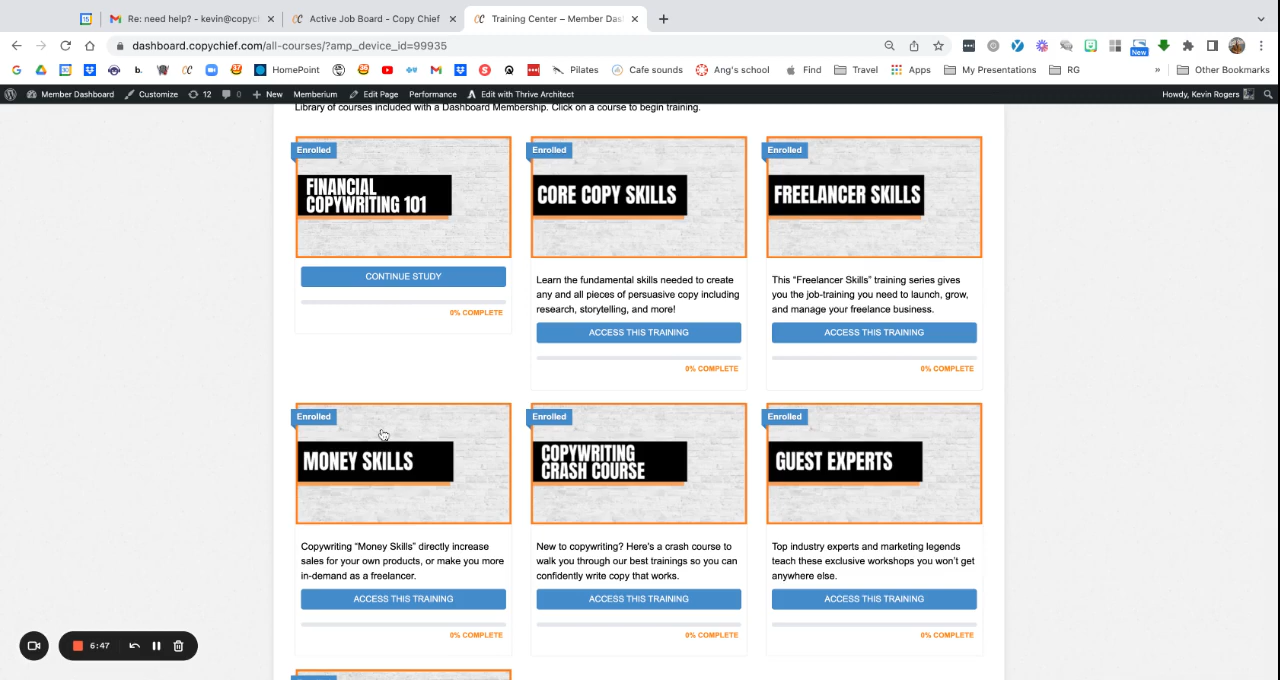 Re: need help? - kevin@copyc
Active Job Board - Copy Chief
Training Center – Member Das
dashboard.copychief.com/all-courses/?amp_device_id=99935
New
HomePoint
Pilates
Cafe sounds
Ang's school
Find
Travel
Apps
My Presentations
RG
»
Other Bookmarks
Member Dashboard
Customize
12
0
New
Memberium
Edit Page
Performance
Edit with Thrive Architect
Howdy, Kevin Rogers
Library of courses included with a Dashboard Membership. Click on a course to begin training.
Enrolled
FINANCIAL
COPYWRITING 101
CONTINUE STUDY
0% COMPLETE
Enrolled
CORE COPY SKILLS
Learn the fundamental skills needed to create
any and all pieces of persuasive copy including
research, storytelling, and more!
ACCESS THIS TRAINING
0% COMPLETE
Enrolled
FREELANCER SKILLS
This “Freelancer Skills” training series gives
you the job-training you need to launch, grow,
and manage your freelance business.
ACCESS THIS TRAINING
0% COMPLETE
Enrolled
MONEY SKILLS
Copywriting “Money Skills” directly increase
sales for your own products, or make you more
in-demand as a freelancer.
ACCESS THIS TRAINING
0% COMPLETE
Enrolled
COPYWRITING
CRASH COURSE
New to copywriting? Here’s a crash course to
walk you through our best trainings so you can
confidently write copy that works.
ACCESS THIS TRAINING
0% COMPLETE
Enrolled
GUEST EXPERTS
Top industry experts and marketing legends
teach these exclusive workshops you won’t get
anywhere else.
ACCESS THIS TRAINING
0% COMPLETE
6:47